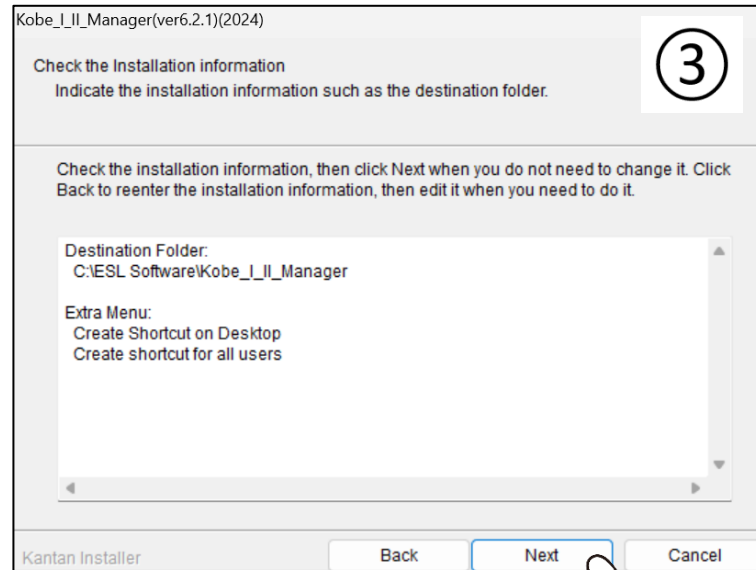 Kobe_I_II_Manager(ver6.2.1)(2024)
③
Check the Installation information
Indicate the installation information such as the destination folder.
Check the installation information, then click Next when you do not need to change it. Click
Back to reenter the installation information, then edit it when you need to do it.
Destination Folder:
C:\ESL Software\Kobe_I_II_Manager
Extra Menu:
Create Shortcut on Desktop
Create shortcut for all users
Kantan Installer
Back
Next
Cancel